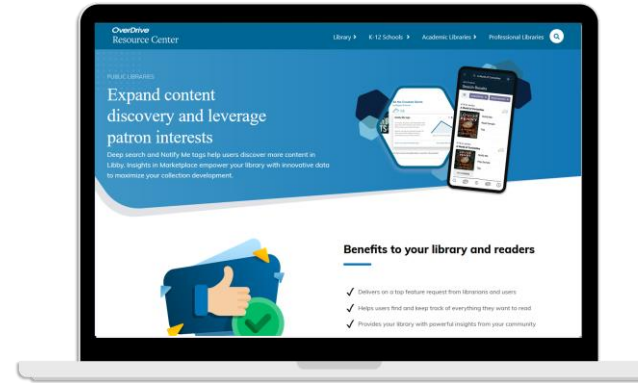 OverDrive
Resource Center
Library
K-12 Schools
Academic Libraries
Professional Libraries
PUBLIC LIBRARIES
Expand content
discovery and leverage
patron interests
Deep search and Notify Me tags help users discover more content in
Libby. Insights in Marketplace empower your library with innovative data
to maximize your collection development.
Search Results
Benefits to your library and readers
✓ Delivers on a top feature request from librarians and users
✓ Helps users find and keep track of everything they want to read
✓ Provides your library with powerful insights from your community